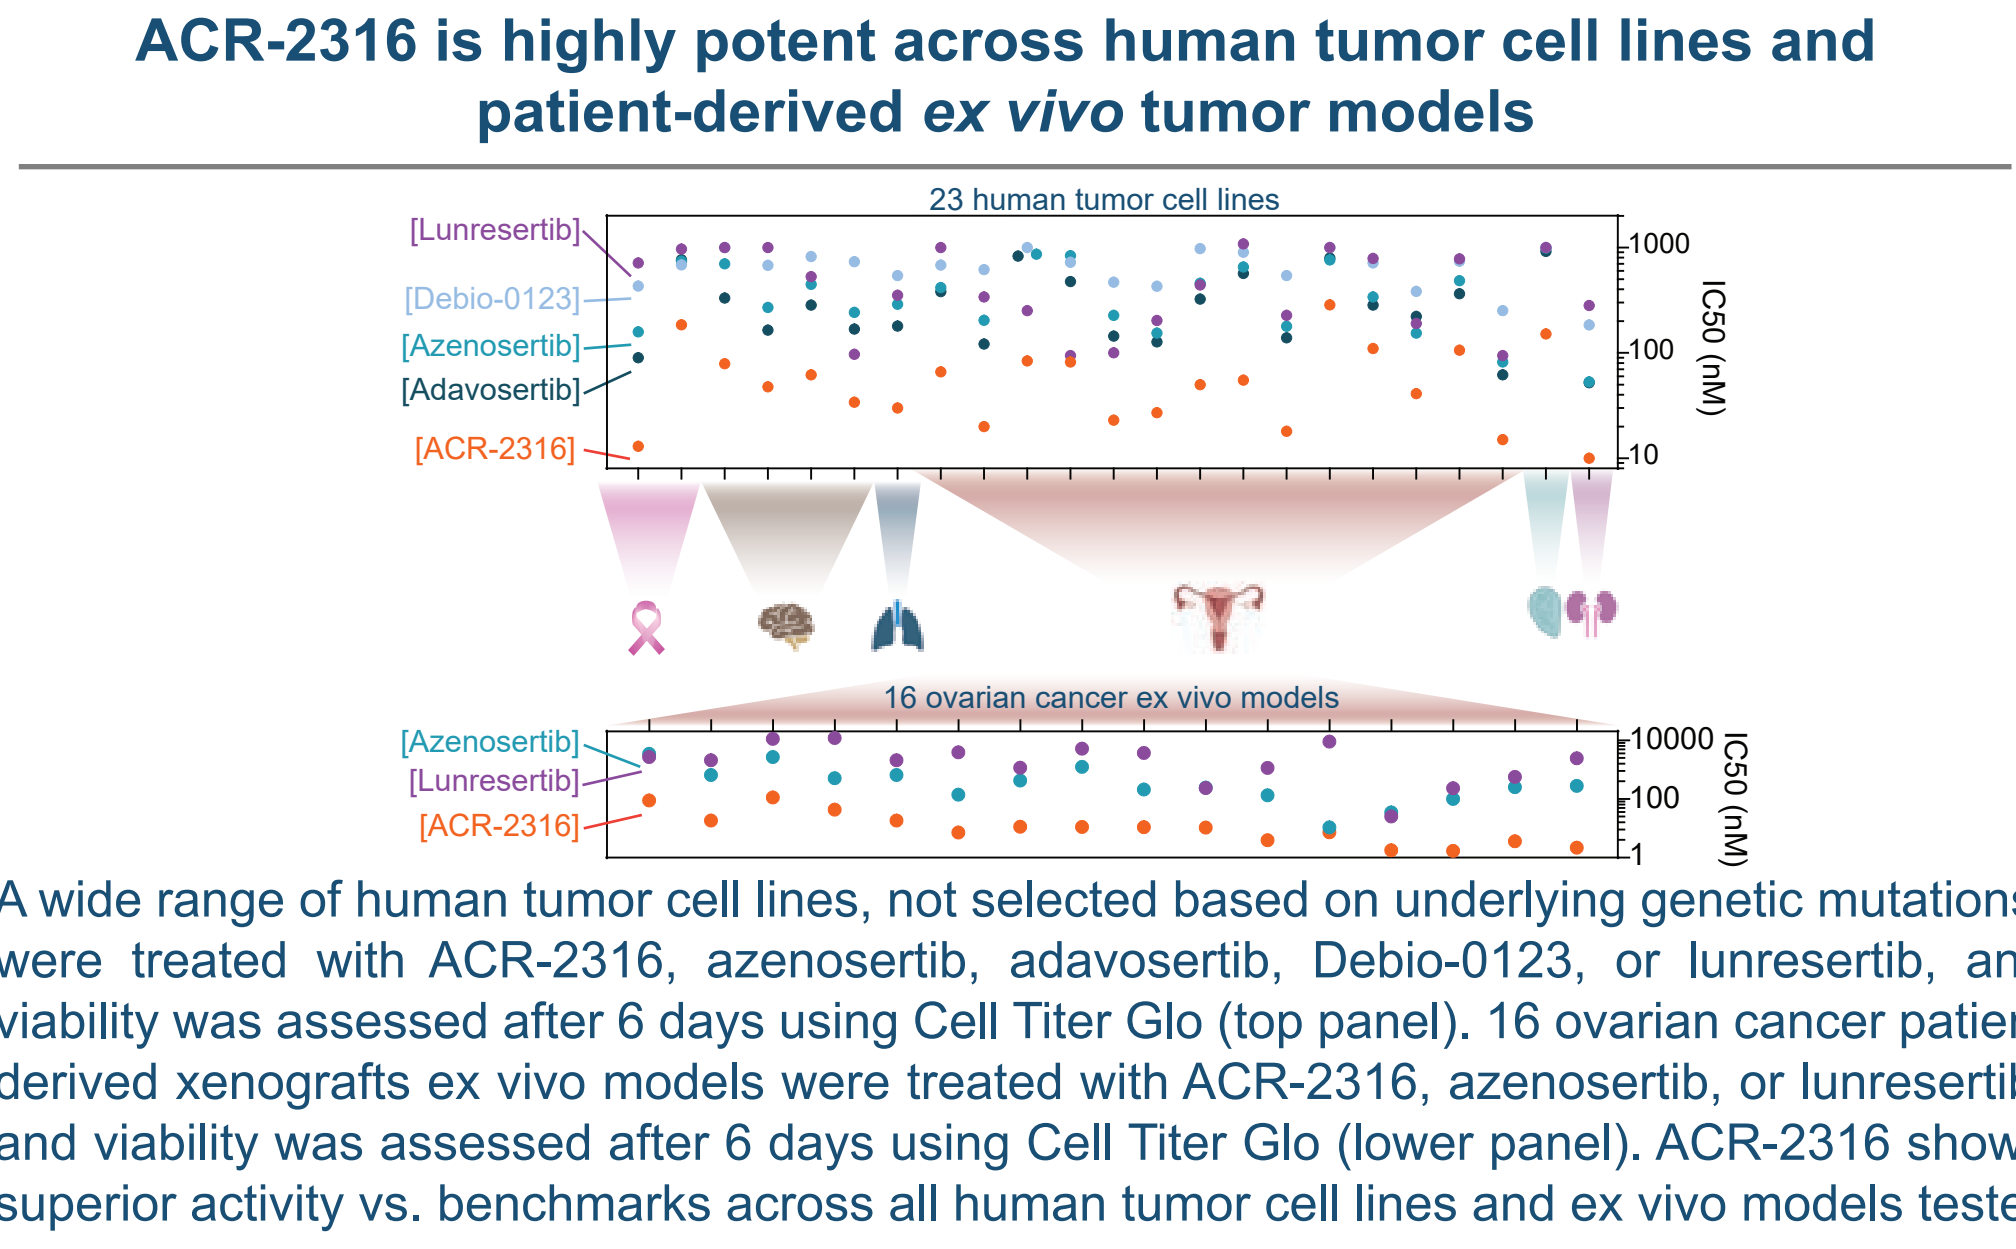 ACR-2316 is highly potent across human tumor cell lines and
patient-derived ex vivo tumor models
23 human tumor cell lines
[Lunresertib]
[Debio-0123]
[Azenosertib]
[Adavosertib]
[ACR-2316]
1000
100
10
IC50 (nM)
16 ovarian cancer ex vivo models
[Azenosertib]
[Lunresertib]
[ACR-2316]
10000
100
1
IC50 (nM)
A wide range of human tumor cell lines, not selected based on underlying genetic mutations
were treated with ACR-2316, azenosertib, adavosertib, Debio-0123, or lunresertib, an
viability was assessed after 6 days using Cell Titer Glo (top panel). 16 ovarian cancer patien
derived xenografts ex vivo models were treated with ACR-2316, azenosertib, or lunresertib
and viability was assessed after 6 days using Cell Titer Glo (lower panel). ACR-2316 show
superior activity vs. benchmarks across all human tumor cell lines and ex vivo models teste